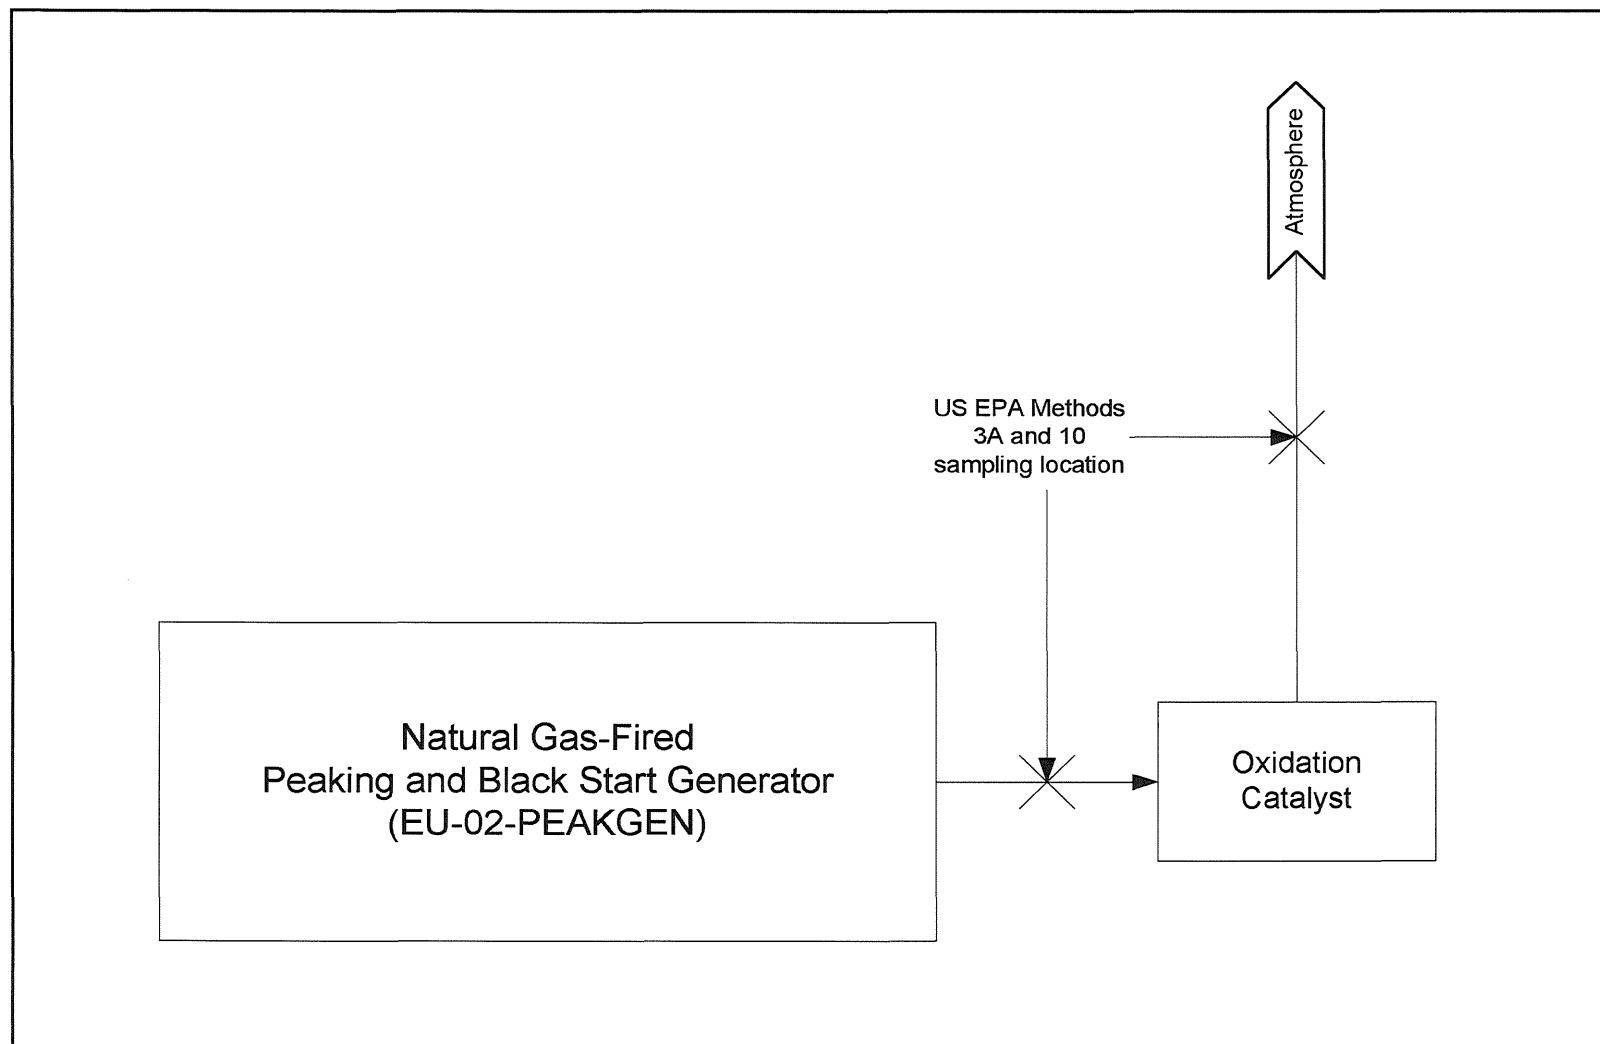 Atmosphere
US EPA Methods
3A and 10
sampling location
Natural Gas-Fired
Peaking and Black Start Generator
(EU-02-PEAKGEN)
Oxidation
Catalyst